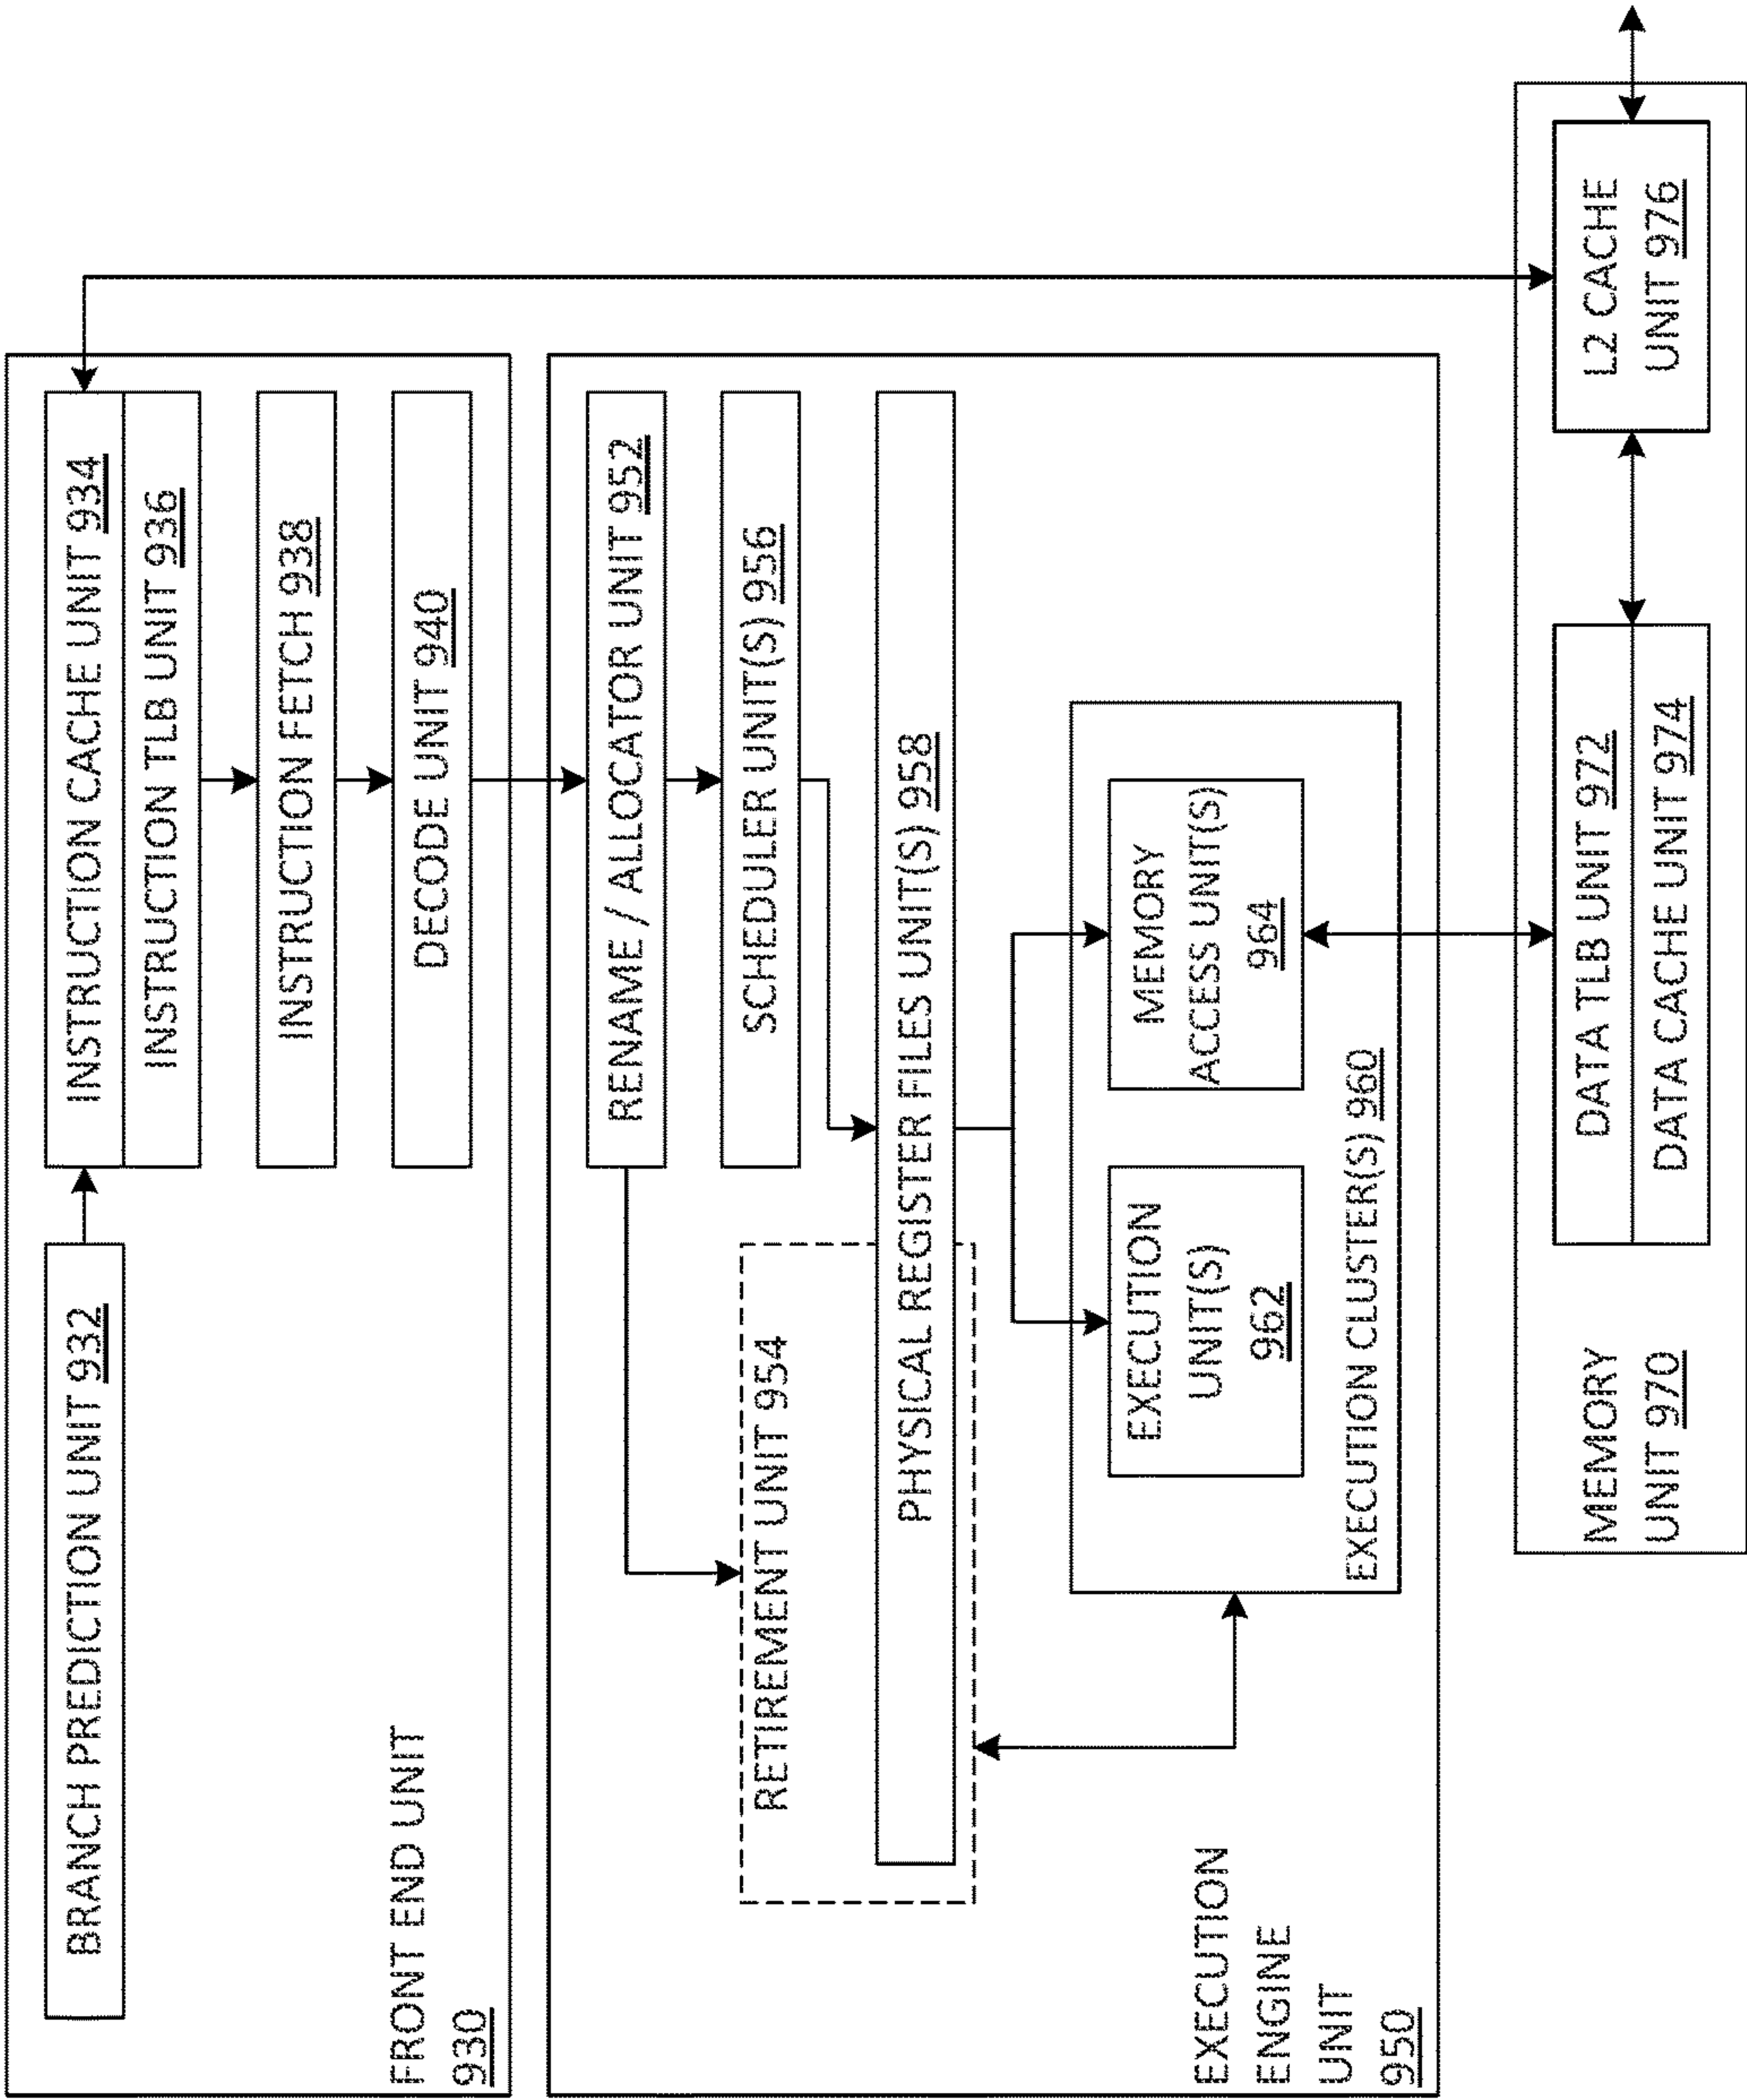 BRANCH PREDICTION UNIT 932
INSTRUCTION CACHE UNIT 934
INSTRUCTION TLB UNIT 936
INSTRUCTION FETCH 938
DECODE UNIT 940
FRONT END UNIT
930
RENAME / ALLOCATOR UNIT 952
RETIREMENT UNIT 954
SCHEDULER UNIT(S) 956
PHYSICAL REGISTER FILES UNIT(S) 958
EXECUTION
UNIT(S)
962
MEMORY
ACCESS UNIT(S)
964
EXECUTION CLUSTER(S) 960
EXECUTION
ENGINE
UNIT
950
MEMORY
UNIT 970
DATA TLB UNIT 972
DATA CACHE UNIT 974
L2 CACHE
UNIT 976